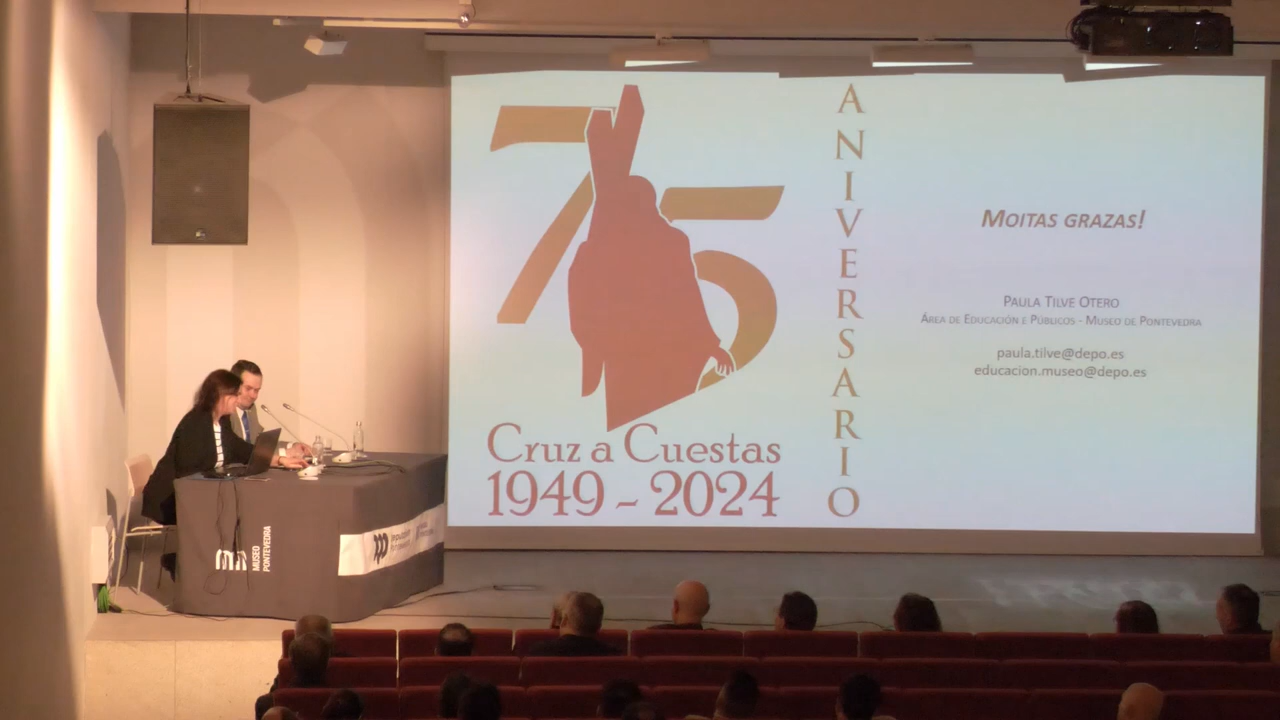 75
ANIVERSARIO
Cruz a Cuestas
1949 - 2024
MOITAS GRAZAS!
PAULA TILVE OTERO
ÁREA DE EDUCACIÓN E PÚBLICOS - MUSEO DE PONTEVEDRA
paula.tilve@depo.es
educacion.museo@depo.es
MUSEO
PONTEVEDRA